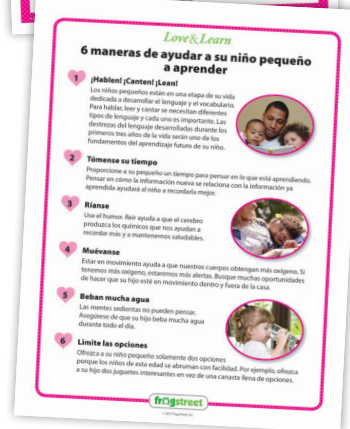 Love & Learn
6 maneras de ayudar a su niño pequeño
a aprender
1
¡Hablen! ¡Canten! ¡Lean!
Los niños pequeños están en una etapa de su vida
dedicada a desarrollar el lenguaje y el vocabulario.
Para hablar, leer y cantar se necesitan diferentes
tipos de lenguaje y cada uno es importante. Las
destrezas del lenguaje desarrolladas durante los
primeros tres años de la vida serán uno de los
fundamentos del aprendizaje futuro de su niño.
2
Tómense su tiempo
Proporcione a su pequeño un tiempo para pensar en lo que está aprendiendo.
Pensar en cómo la información nueva se relaciona con la información ya
aprendida ayudará al niño a recordarla mejor.
3
Ríanse
Use el humor. Reír ayuda a que el cerebro
produzca los químicos que nos ayudan a
recordar más y a mantenernos saludables.
4
Muévanse
Estar en movimiento ayuda a que nuestros cuerpos obtengan más oxígeno. Si
tenemos más oxígeno, estaremos más alertas. Busque muchas oportunidades
de hacer que su hijo esté en movimiento dentro y fuera de la casa.
5
Beban mucha agua
Las mentes sedientas no pueden pensar.
Asegúrese de que su hijo beba mucha agua
durante todo el día.
6
Limite las opciones
Ofrezca a su niño pequeño solamente dos opciones
porque los niños de esta edad se abruman con facilidad. Por ejemplo, ofrezca
a su hijo dos juguetes interesantes en vez de una canasta llena de opciones.
frogstreet